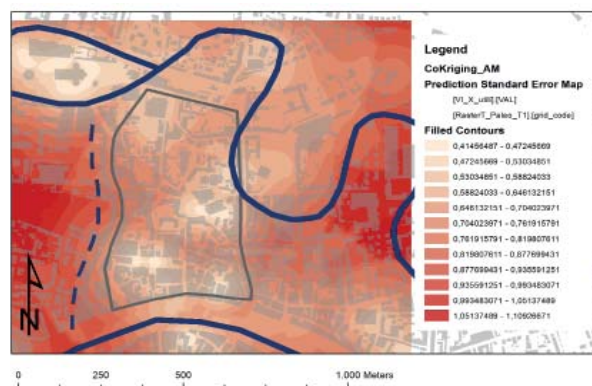 Legend
CoKriging_AM
Prediction Standard Error Map
[VI_X_utili].[VAL]
[RasterT_Paleo_T1].[grid_code]
Filled Contours
0,41456487 - 0,47245669
0,47245669 - 0,53034851
0,53034851 - 0,58824033
0,58824033 - 0,646132151
0,646132151 - 0,704023971
0,704023971 - 0,761915791
0,761915791 - 0,819807611
0,819807611 - 0,877699431
0,877699431 - 0,935591251
0,935591251 - 0,993483071
0,993483071 - 1,05137489
1,05137489 - 1,10926671
N
0 250 500 1.000 Meters